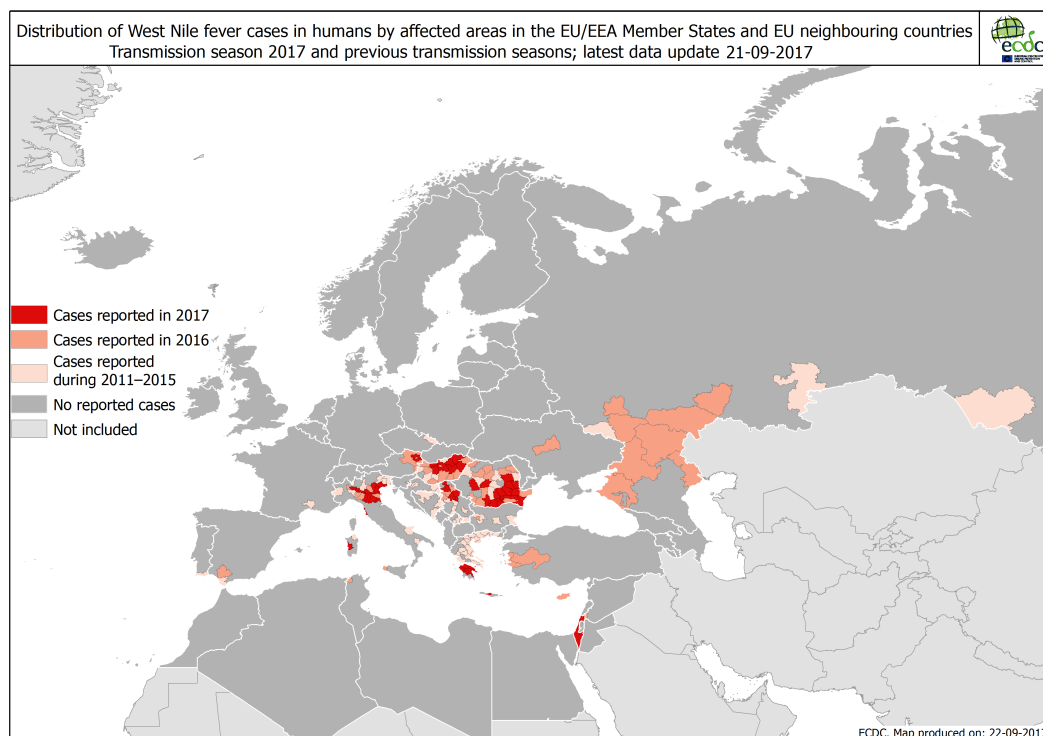 Distribution of West Nile fever cases in humans by affected areas in the EU/EEA Member States and EU neighbouring countries
Transmission season 2017 and previous transmission seasons; latest data update 21-09-2017
ecdc
Cases reported in 2017
Cases reported in 2016
Cases reported
during 2011–2015
No reported cases
Not included
ECDC. Map produced on: 22-09-2017